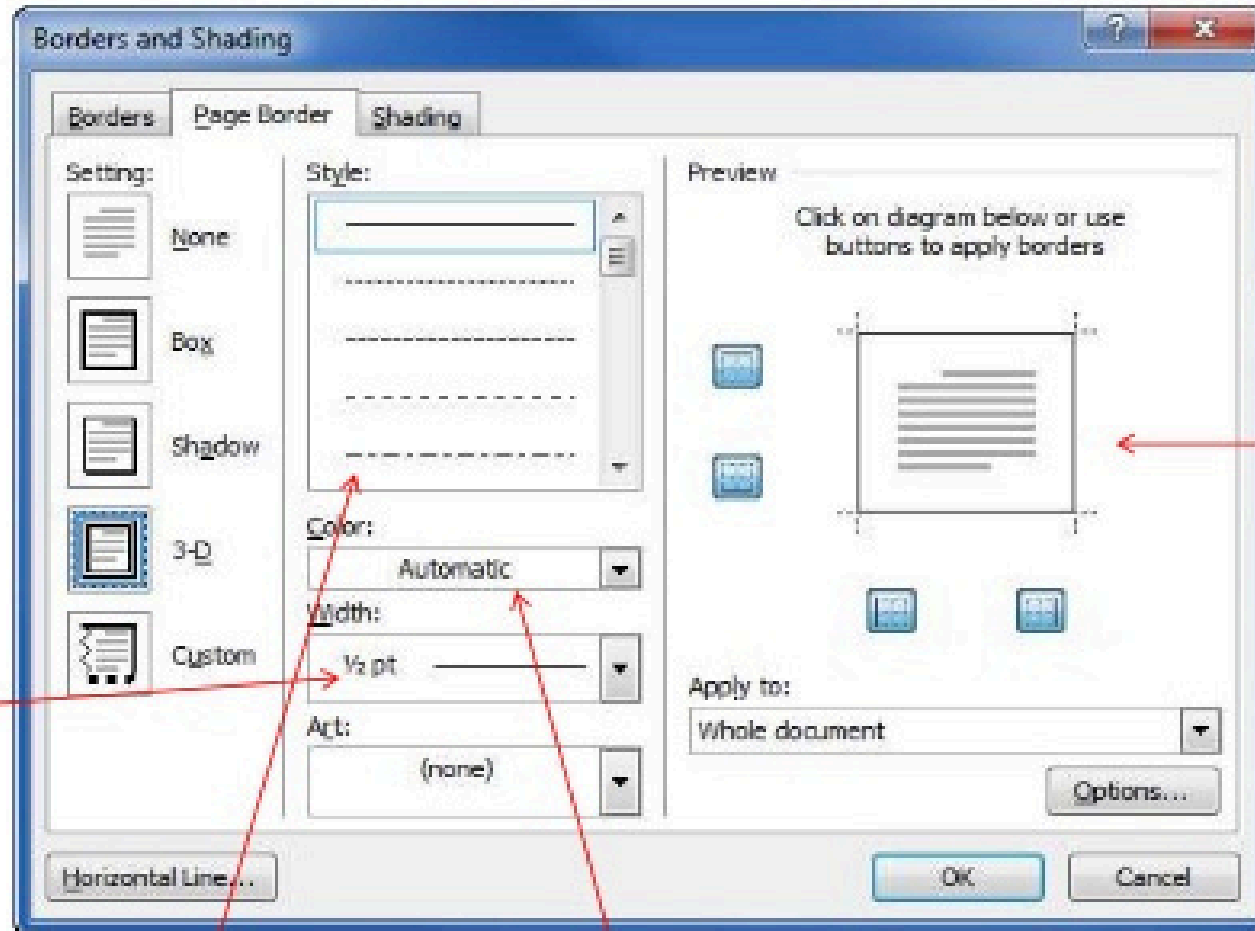 Borders and Shading
Borders Page Border Shading
Setting:
None
Box
Shadow
3-D
Custom
Style:
Color:
Automatic
Width:
½ pt
Art:
(none)
Preview
Click on diagram below or use
buttons to apply borders
Apply to:
Whole document
Options...
Horizontal Line...
OK Cancel